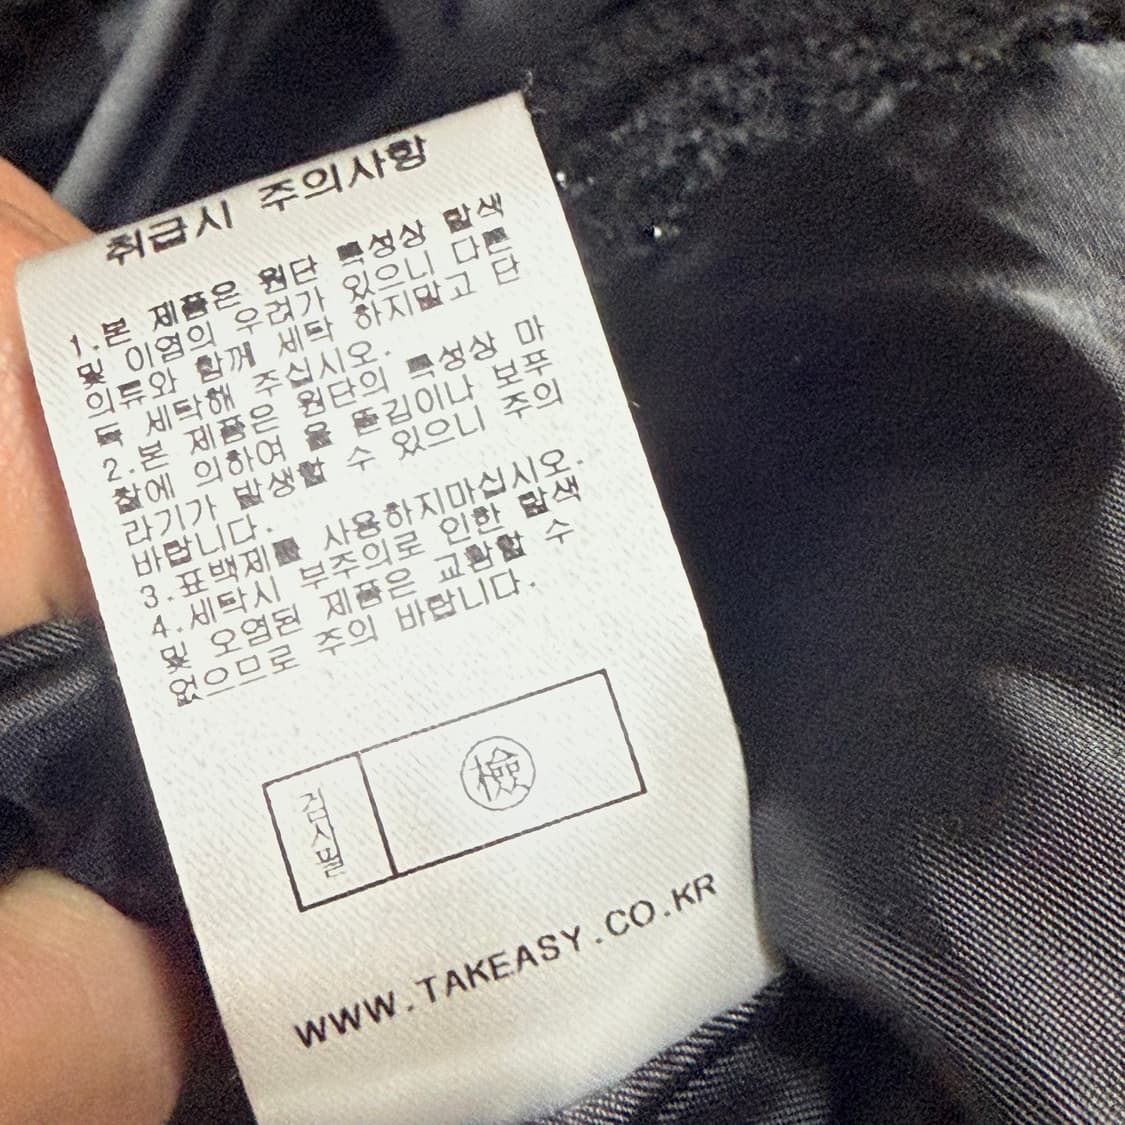 취급시 주의사항
1.본 제품은 원단 특성상 탈색
및 이염의 우려가 있으니 다른
의류와 함께 세탁 하지말고 단
독 세탁해 주십시오.
2.본 제품은 원단의 특성상 마
찰에 의하여 올 뜯김이나 보푸
라기가 발생할 수 있으니 주의
바랍니다.
3.표백제를 사용하지마십시오.
4.세탁시 부주의로 인한 탈색
및 오염된 제품은 교환할 수
없으므로 주의 바랍니다.
검사필
檢
WWW.TAKEASY.CO.KR